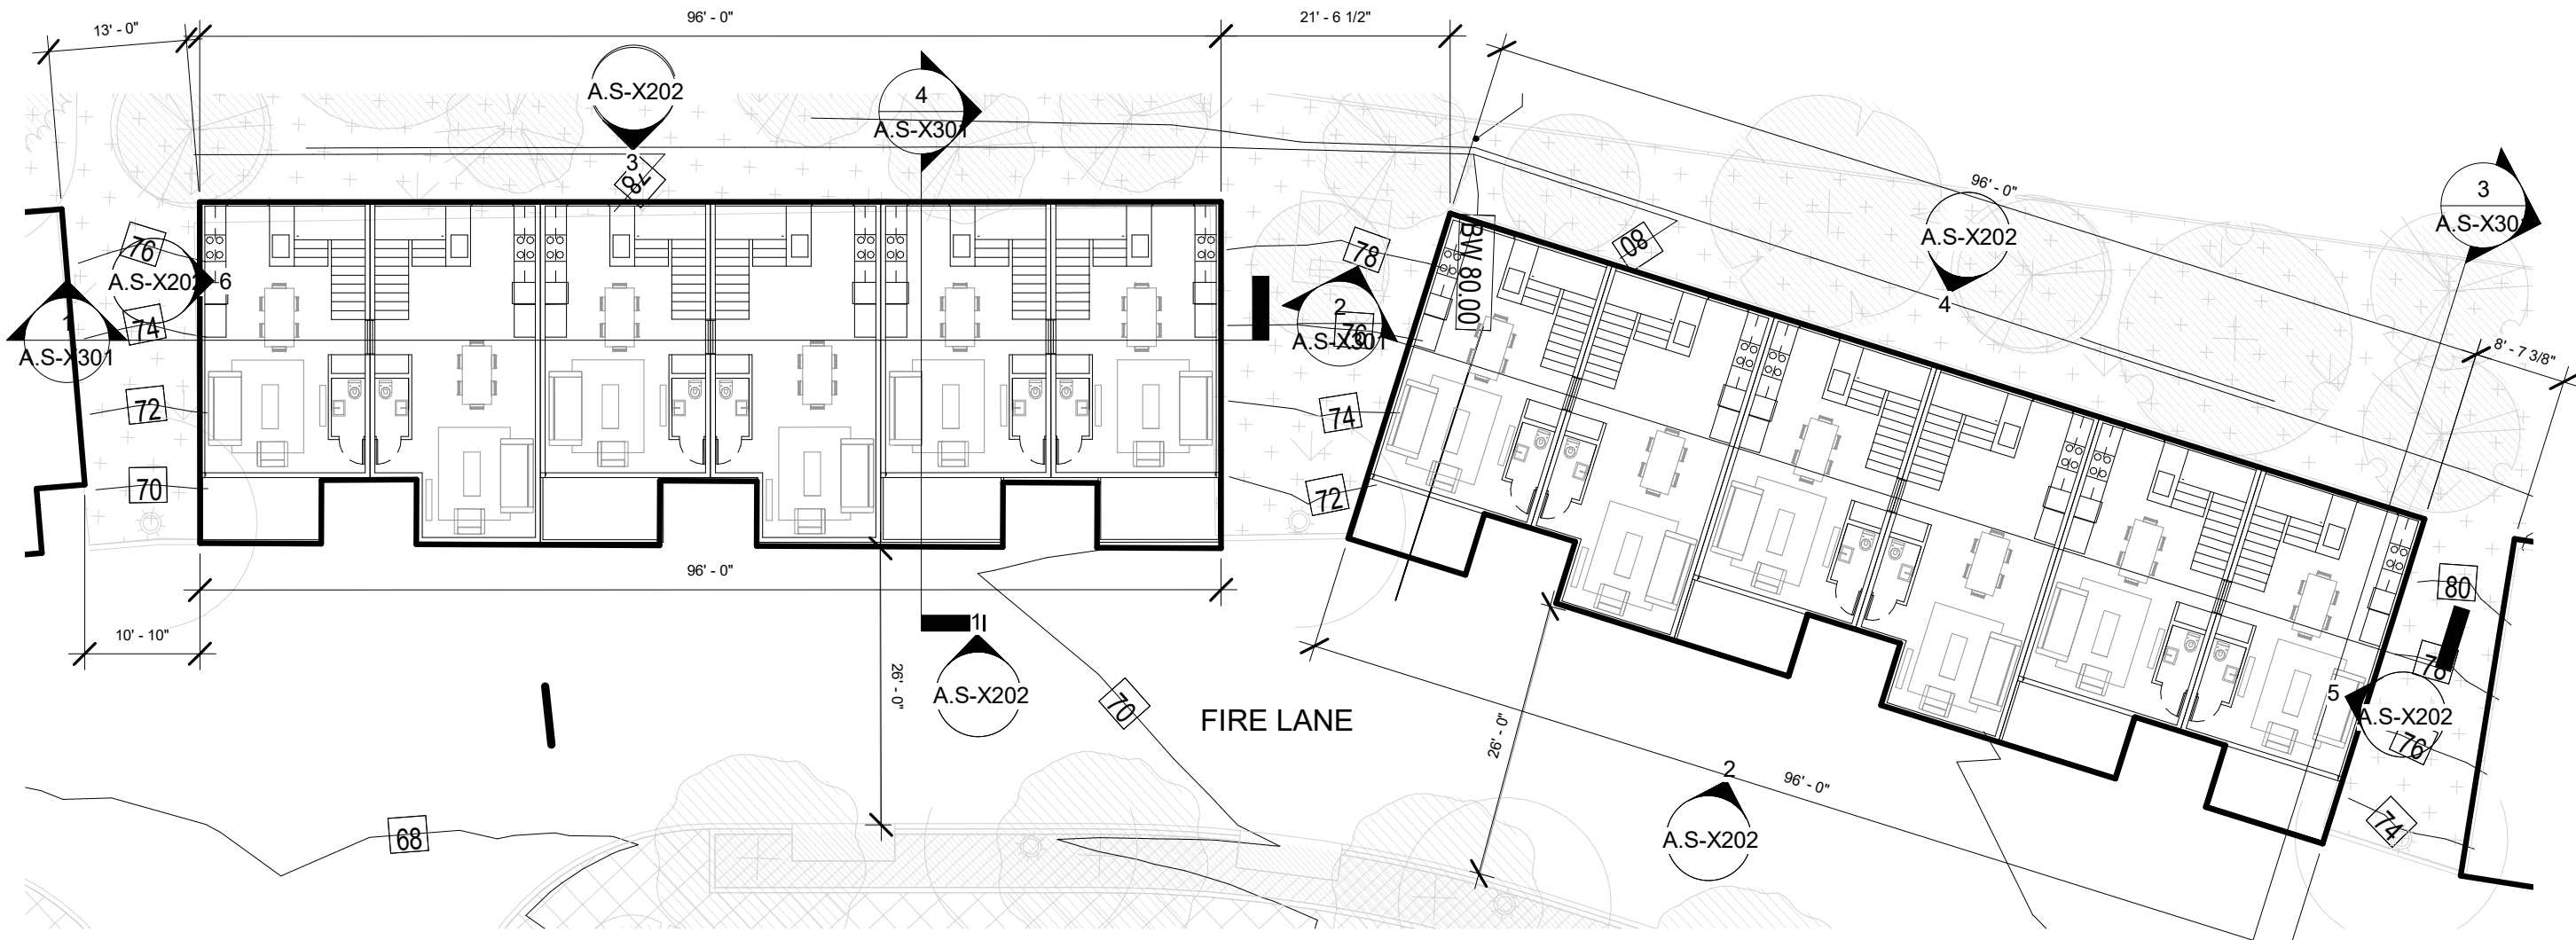 13' - 0"
96' - 0"
21' - 6 1/2"
A.S-X202
3
4
A.S-X301
78
96' - 0"
3
A.S-X301
A.S-X202
4
76
A.S-X202
6
74
1
A.S-X301
72
70
78
2
76
A.S-X301
74
72
BW 80.00
80
8' - 7 3/8"
96' - 0"
10' - 10"
1
A.S-X202
26' - 0"
70
FIRE LANE
26' - 0"
2
A.S-X202
96' - 0"
80
78
5
A.S-X202
76
74
68